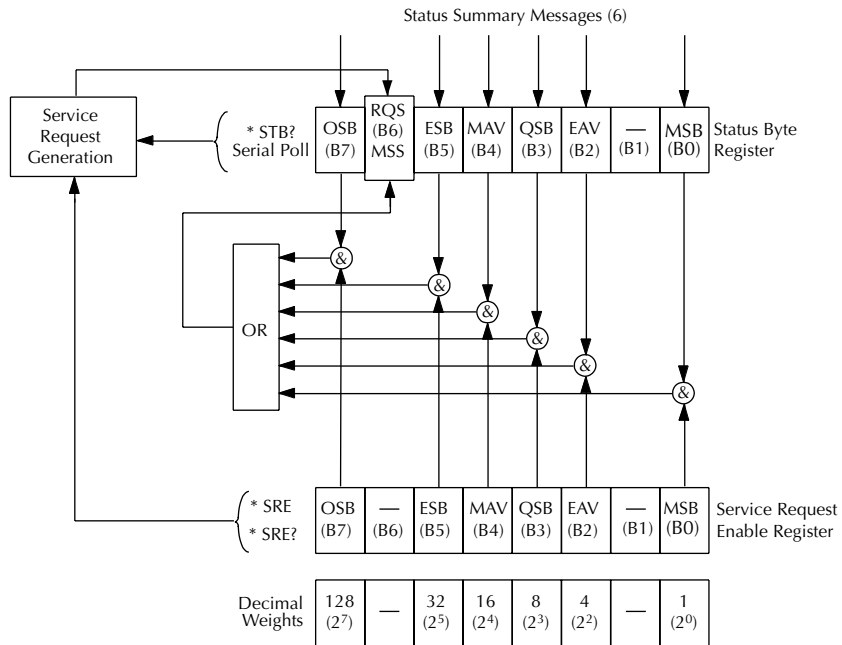 Status Summary Messages (6)
Service
Request
Generation
* STB?
Serial Poll
OSB
(B7)
RQS
(B6)
MSS
ESB
(B5)
MAV
(B4)
QSB
(B3)
EAV
(B2)
—
(B1)
MSB
(B0)
Status Byte
Register
&
&
&
&
&
&
OR
* SRE
* SRE?
OSB
(B7)
—
(B6)
ESB
(B5)
MAV
(B4)
QSB
(B3)
EAV
(B2)
—
(B1)
MSB
(B0)
Service Request
Enable Register
Decimal
Weights
128
(2⁷)
—
32
(2⁵)
16
(2⁴)
8
(2³)
4
(2²)
—
1
(2⁰)